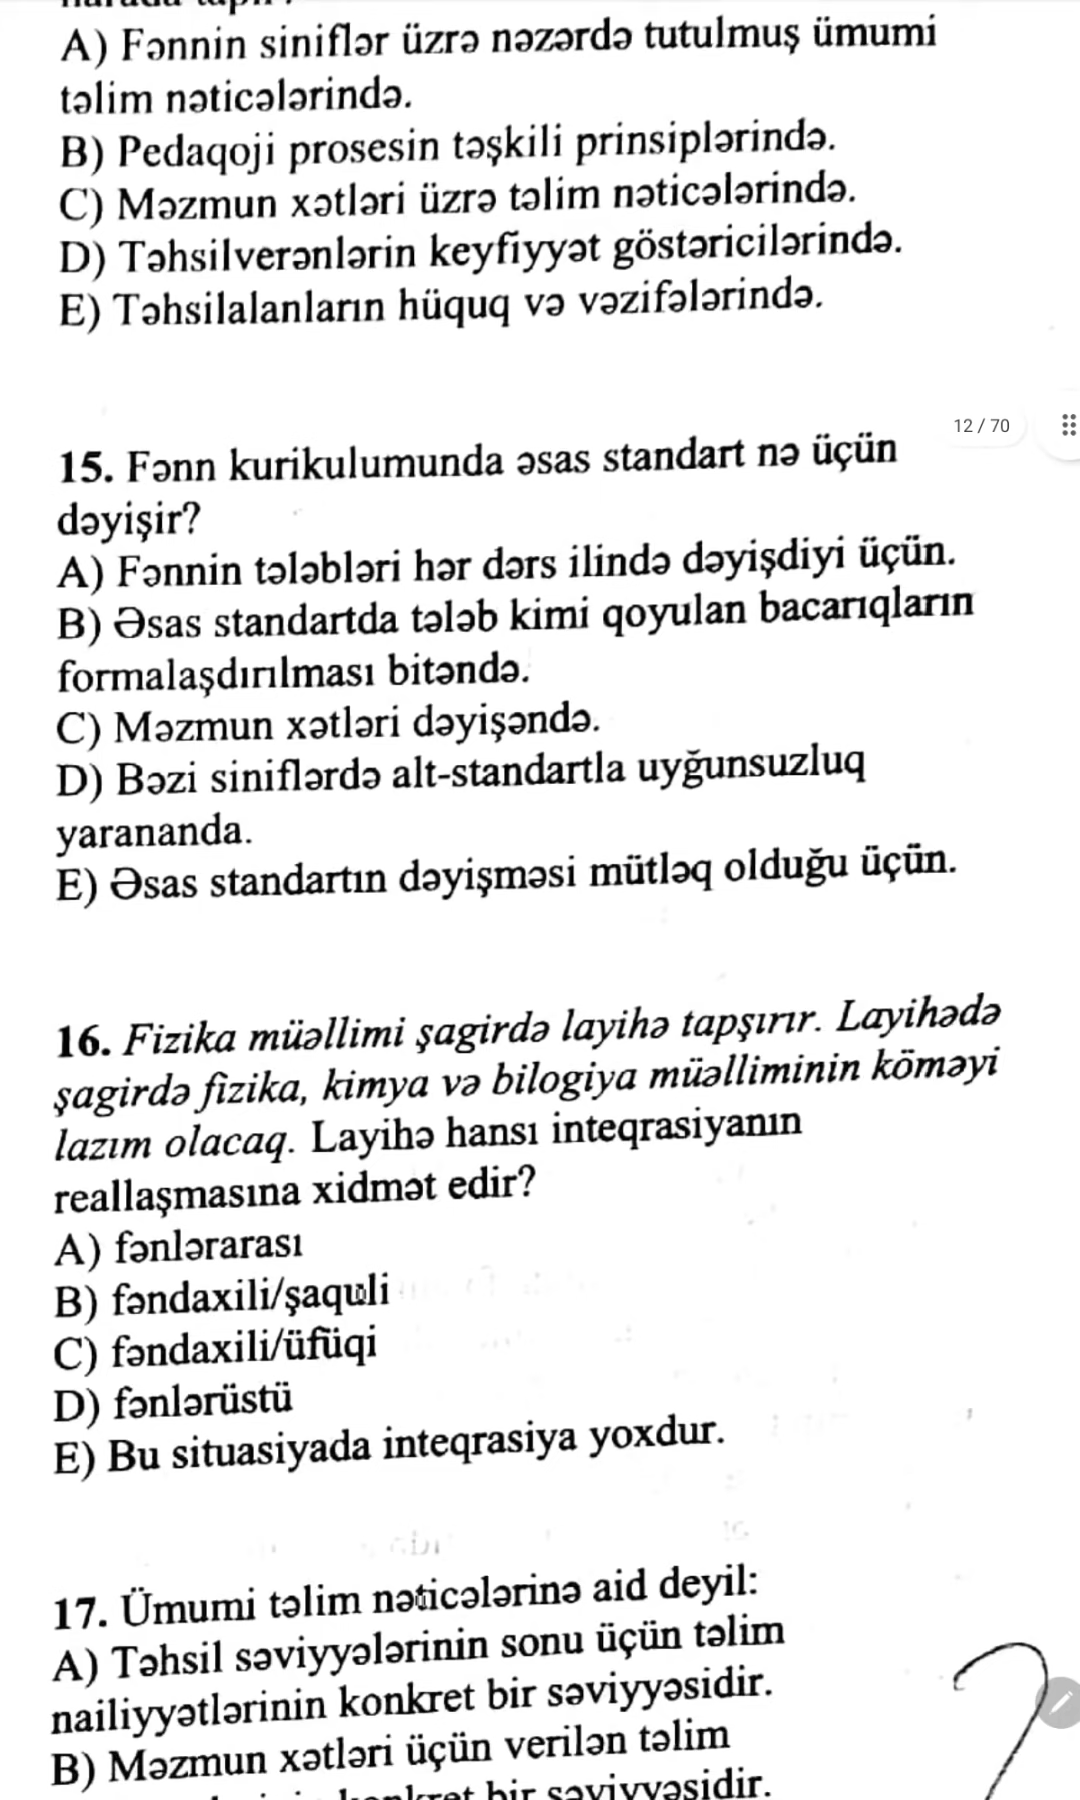 A) Fənnin siniflər üzrə nəzərdə tutulmuş ümumi
təlim nəticələrində.
B) Pedaqoji prosesin təşkili prinsiplərində.
C) Məzmun xətləri üzrə təlim nəticələrində.
D) Təhsilverənlərin keyfiyyət göstəricilərində.
E) Təhsilalanların hüquq və vəzifələrində.
12 / 70
15. Fənn kurikulumunda əsas standart nə üçün
dəyişir?
A) Fənnin tələbləri hər dərs ilində dəyişdiyi üçün.
B) Əsas standartda tələb kimi qoyulan bacarıqların
formalaşdırılması bitəndə.
C) Məzmun xətləri dəyişəndə.
D) Bəzi siniflərdə alt-standartla uyğunsuzluq
yarananda.
E) Əsas standartın dəyişməsi mütləq olduğu üçün.
16. Fizika müəllimi şagirdə layihə tapşırır. Layihədə
şagirdə fizika, kimya və bilogiya müəlliminin köməyi
lazım olacaq. Layihə hansı inteqrasiyanın
reallaşmasına xidmət edir?
A) fənlərarası
B) fəndaxili/şaquli
C) fəndaxili/üfüqi
D) fənlərüstü
E) Bu situasiyada inteqrasiya yoxdur.
17. Ümumi təlim nəticələrinə aid deyil:
A) Təhsil səviyyələrinin sonu üçün təlim
nailiyyətlərinin konkret bir səviyyəsidir.
B) Məzmun xətləri üçün verilən təlim
konkret bir səviyyəsidir.